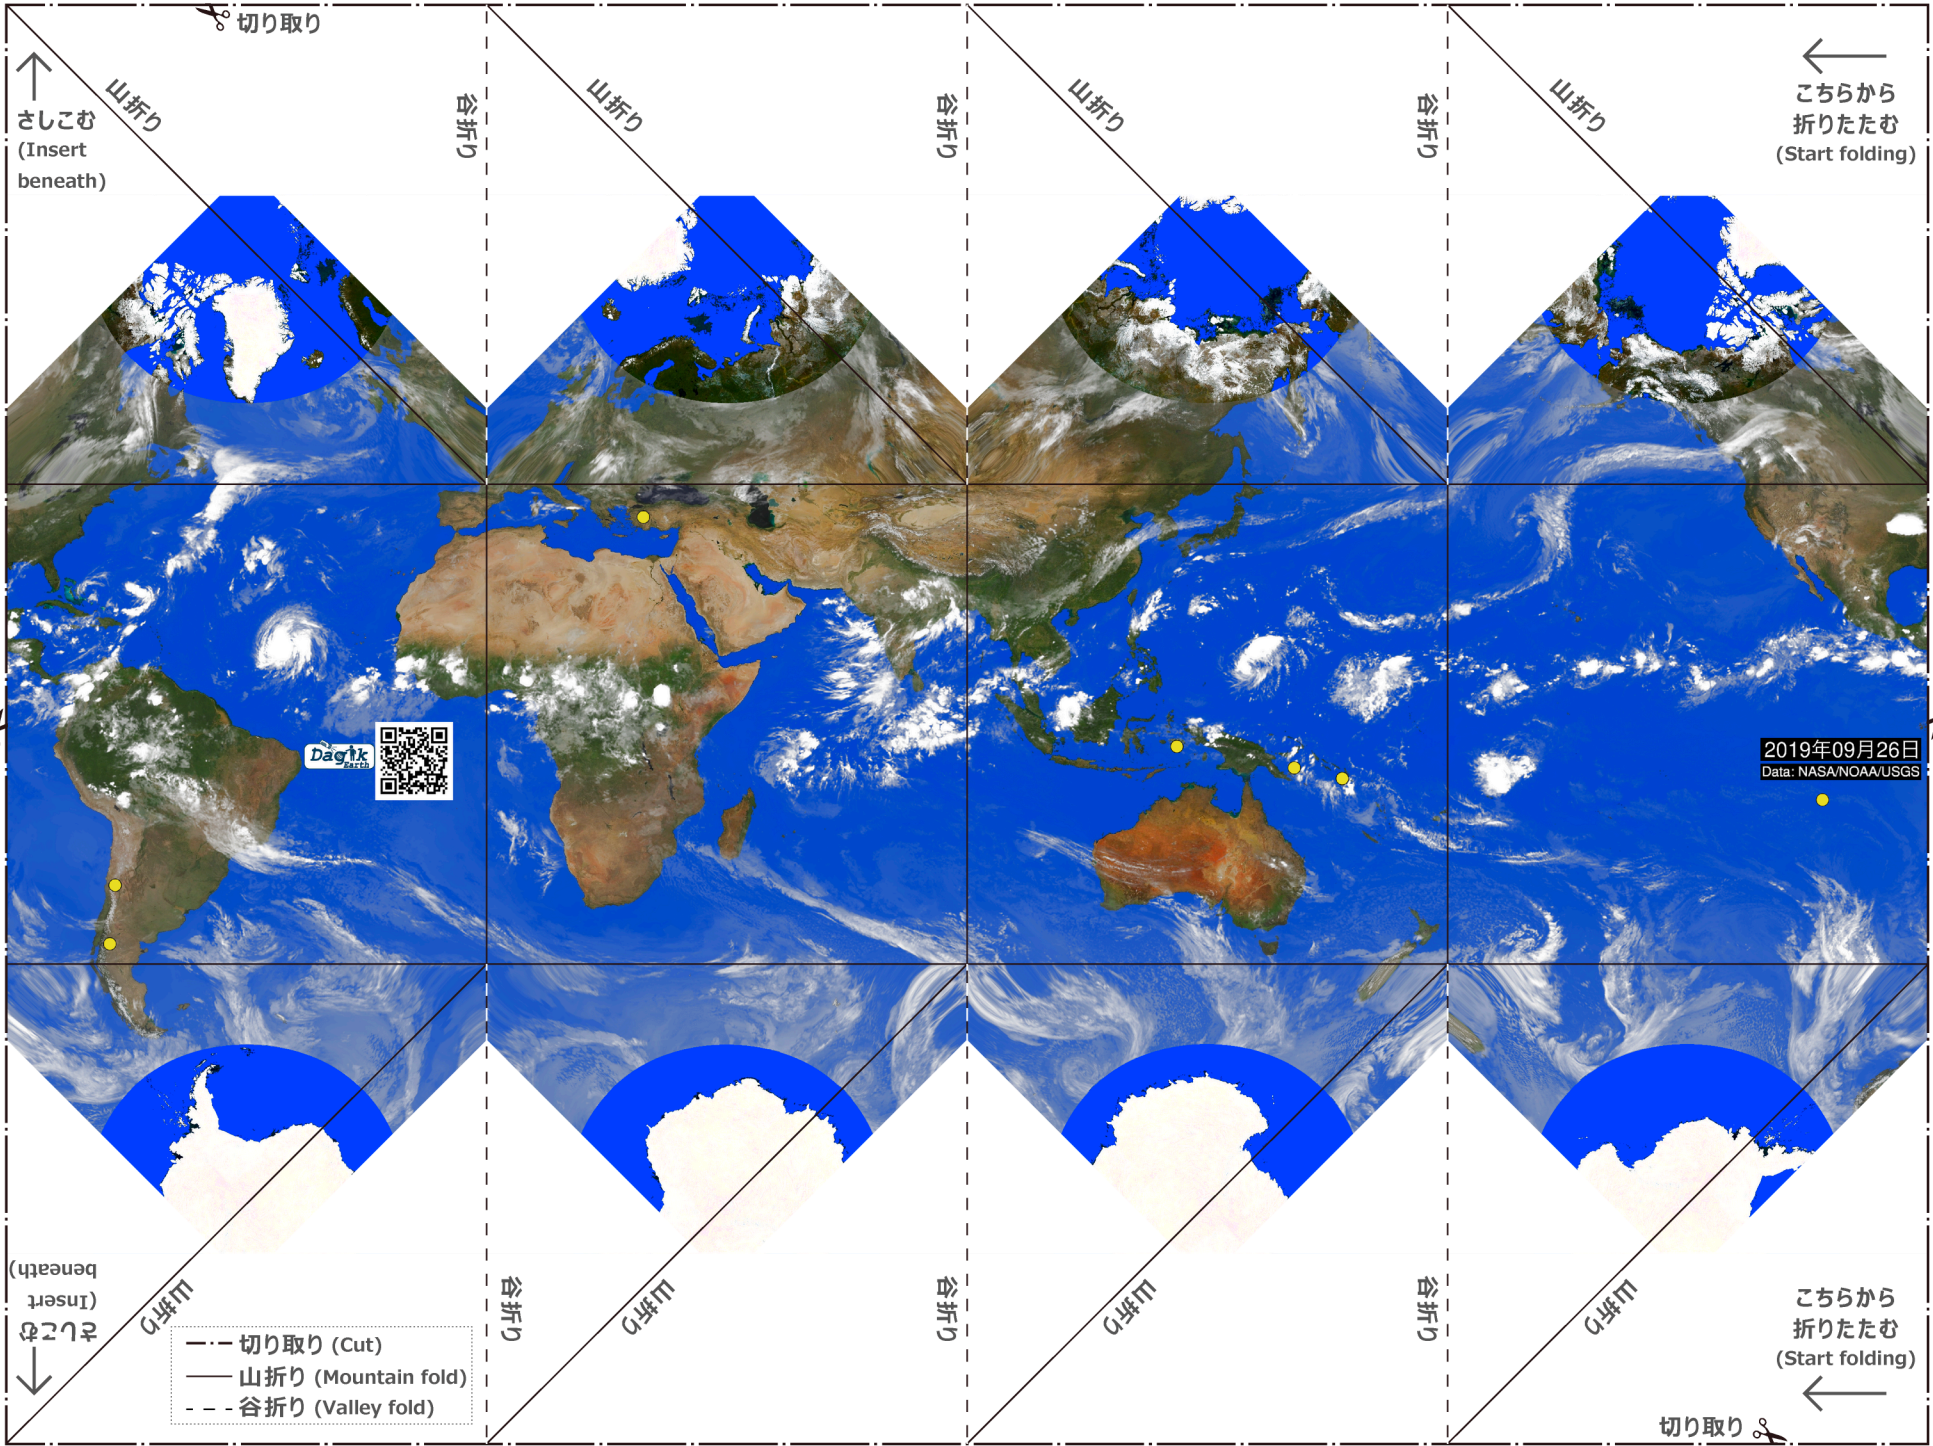 切り取り
山折り
山折り
山折り
山折り
谷折り
谷折り
谷折り
さしこむ
(Insert
beneath)
こちらから
折りたたむ
(Start folding)
Dagik
Earth
2019年09月26日
Data: NASA/NOAA/USGS
さしこむ
(Insert
beneath)
山折り
山折り
山折り
山折り
谷折り
谷折り
谷折り
切り取り (Cut)
山折り (Mountain fold)
谷折り (Valley fold)
こちらから
折りたたむ
(Start folding)
切り取り